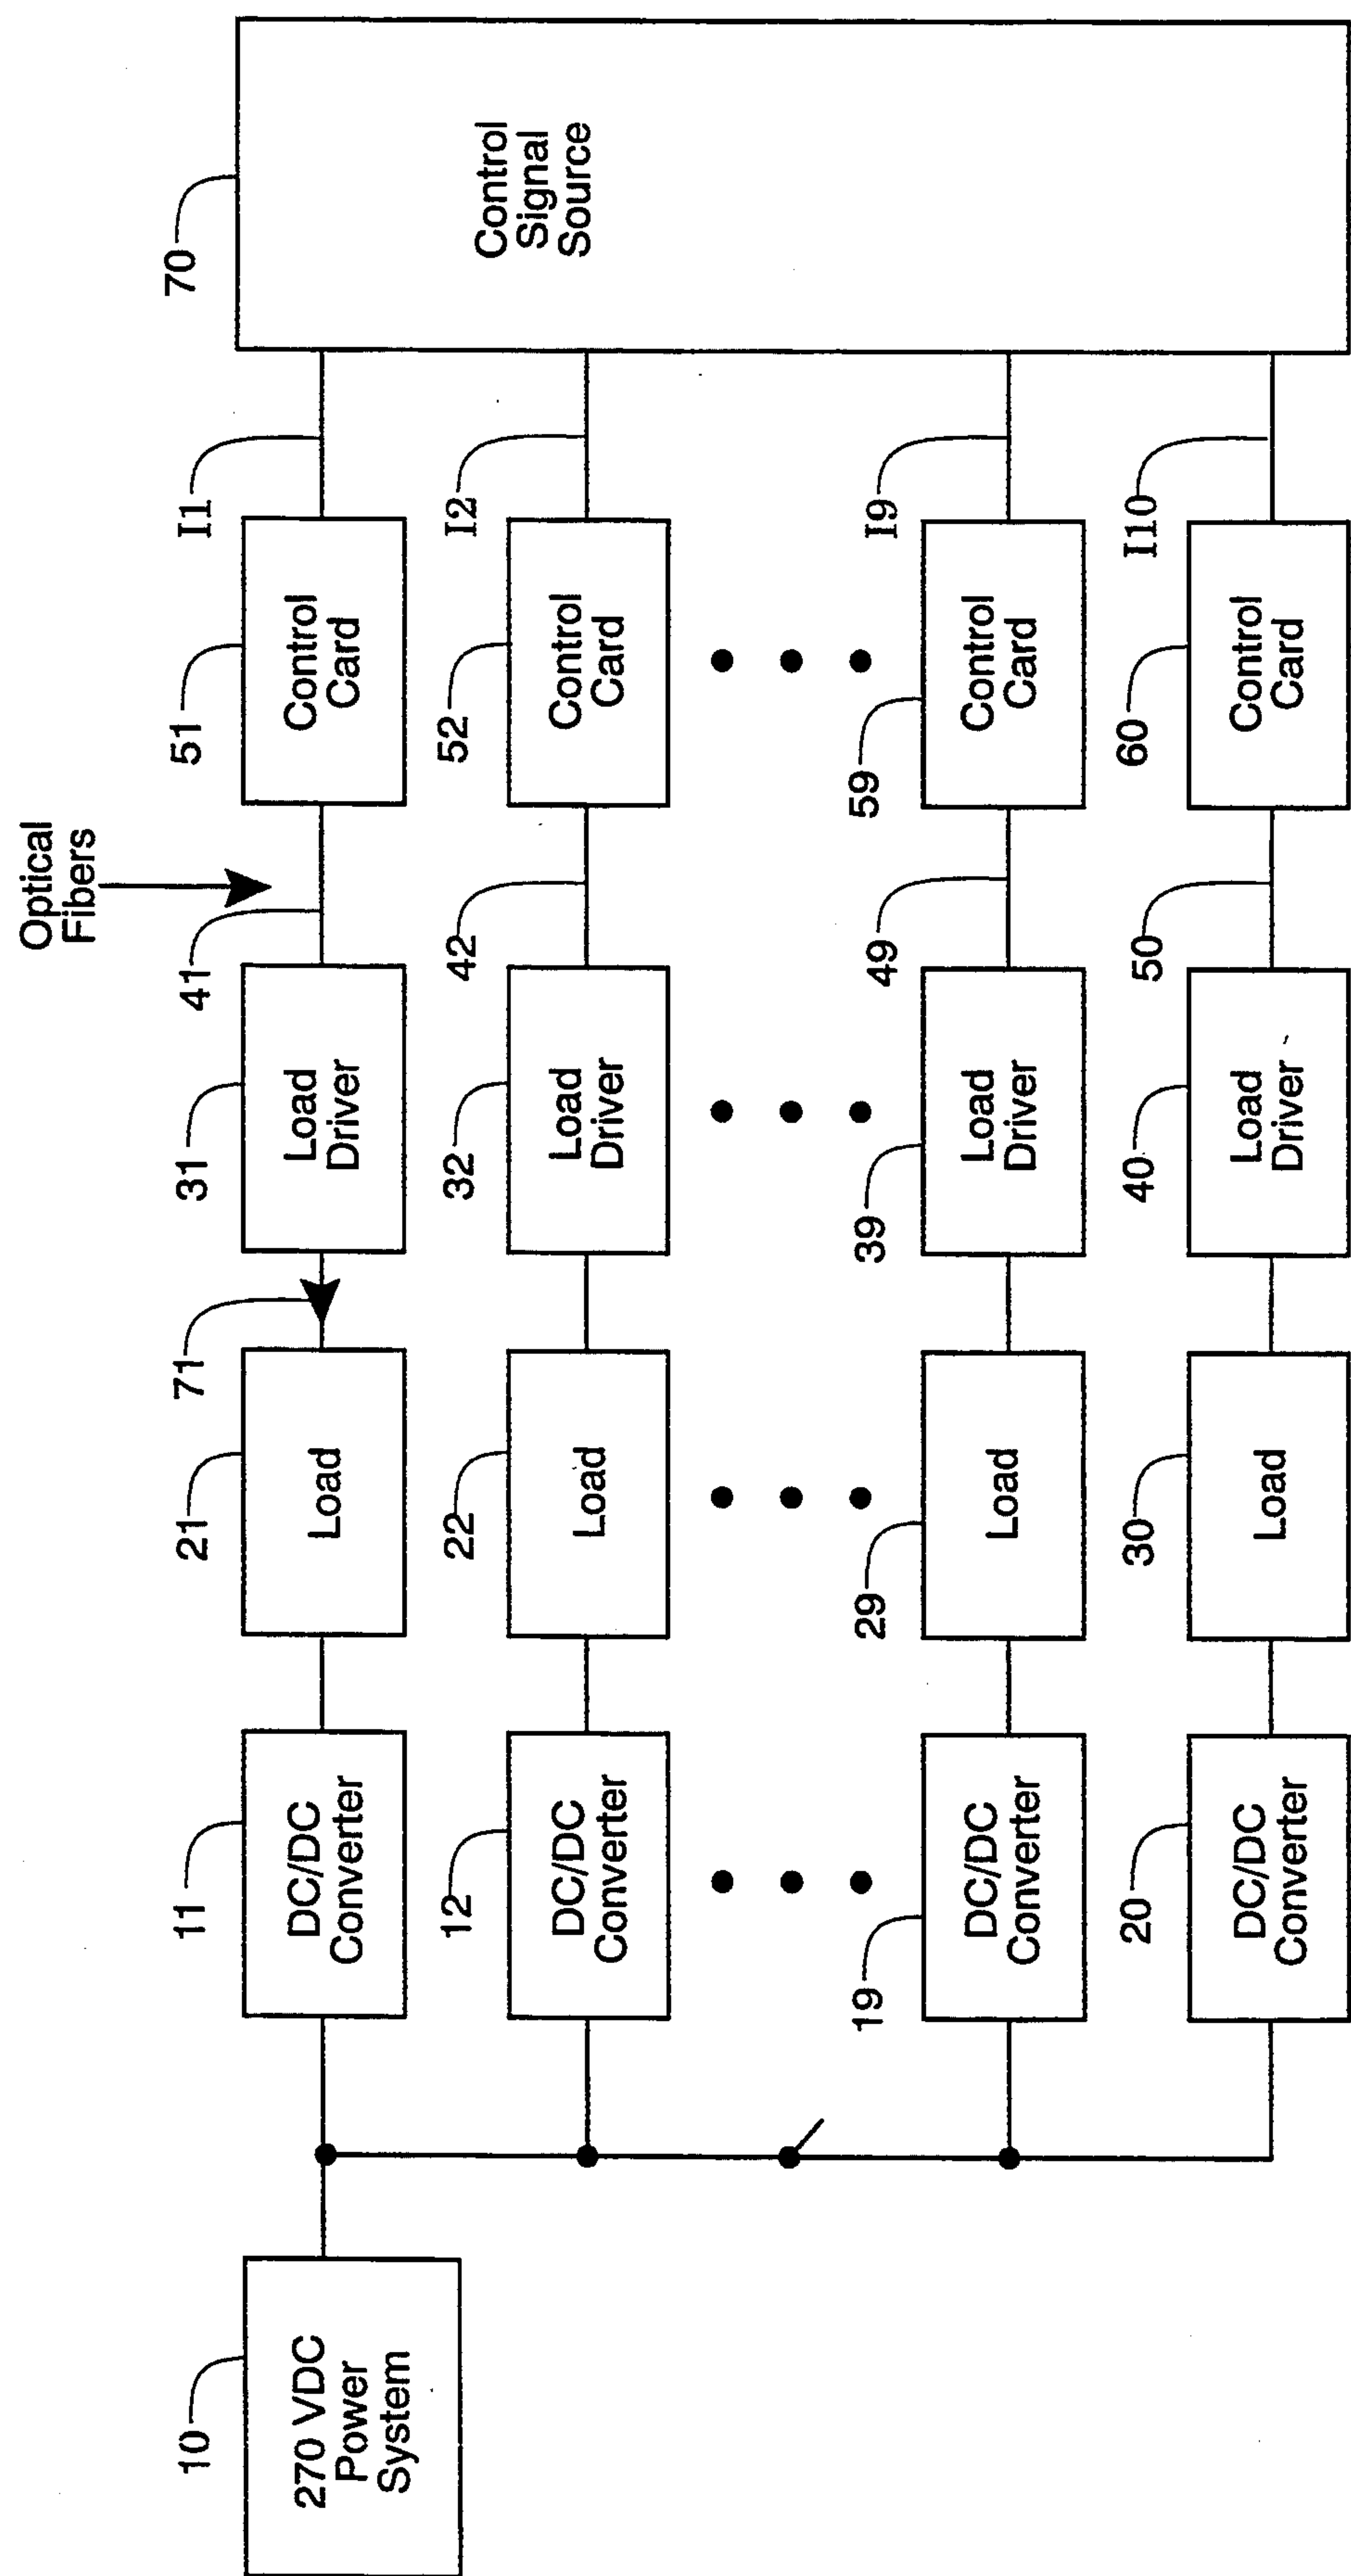 Optical
Fibers
10
270 VDC
Power
System
11
DC/DC
Converter
21
Load
71
31
Load
Driver
41
51
Control
Card
I1
70
Control
Signal
Source
12
DC/DC
Converter
22
Load
32
Load
Driver
42
52
Control
Card
I2
19
DC/DC
Converter
29
Load
39
Load
Driver
49
59
Control
Card
I9
20
DC/DC
Converter
30
Load
40
Load
Driver
50
60
Control
Card
I10